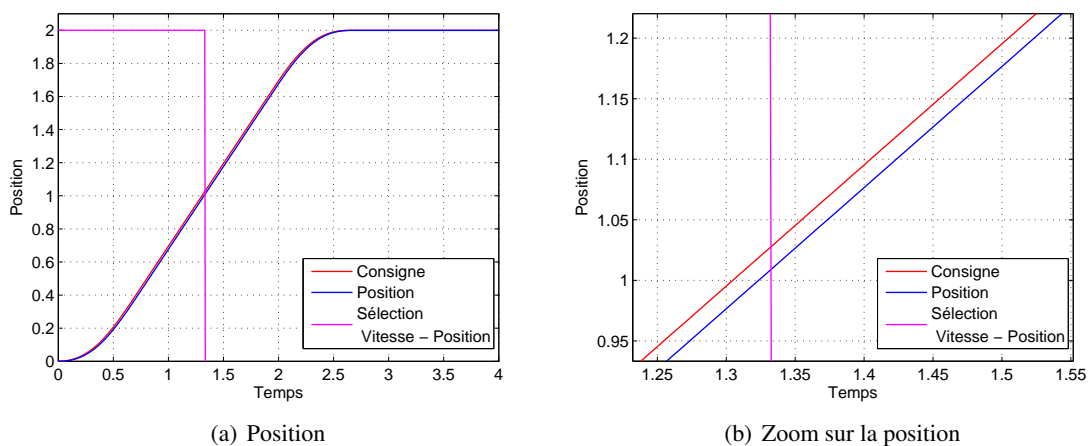 2
1.8
1.6
1.4
1.2
1
0.8
0.6
0.4
0.2
0
Position
0 0.5 1 1.5 2 2.5 3 3.5 4
Temps
Consigne
Position
Sélection
Vitesse − Position
(a) Position
1.2
1.15
1.1
1.05
1
0.95
Position
1.25 1.3 1.35 1.4 1.45 1.5 1.55
Temps
Consigne
Position
Sélection
Vitesse − Position
(b) Zoom sur la position